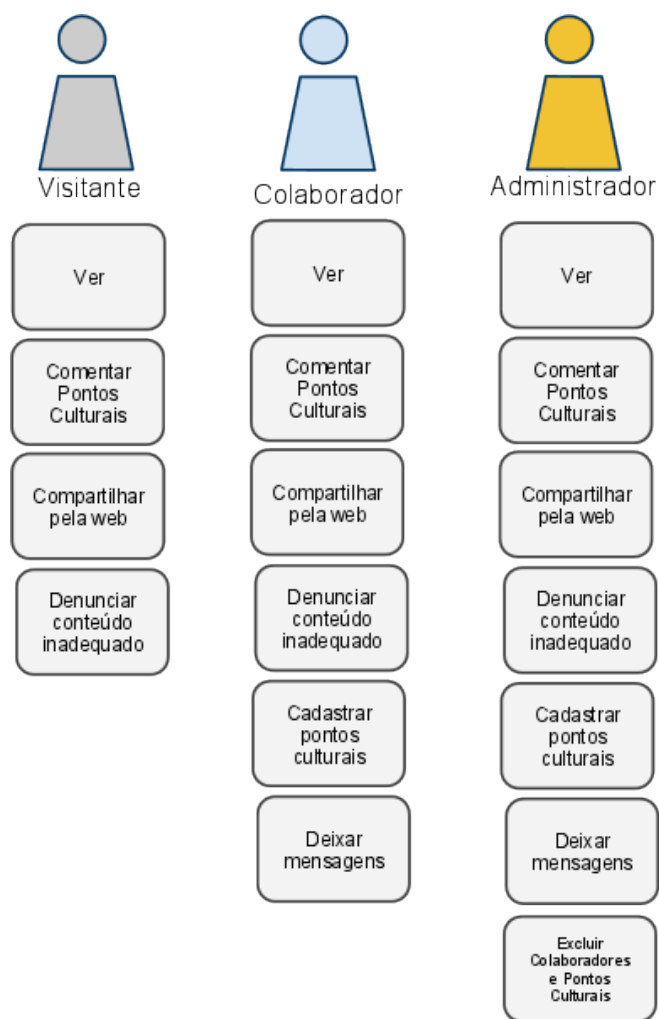 Visitante
Ver
Comentar
Pontos
Culturais
Compartilhar
pela web
Denunciar
conteúdo
inadequado
Colaborador
Ver
Comentar
Pontos
Culturais
Compartilhar
pela web
Denunciar
conteúdo
inadequado
Cadastrar
pontos
culturais
Deixar
mensagens
Administrador
Ver
Comentar
Pontos
Culturais
Compartilhar
pela web
Denunciar
conteúdo
inadequado
Cadastrar
pontos
culturais
Deixar
mensagens
Excluir
Colaboradores
e Pontos
Culturais